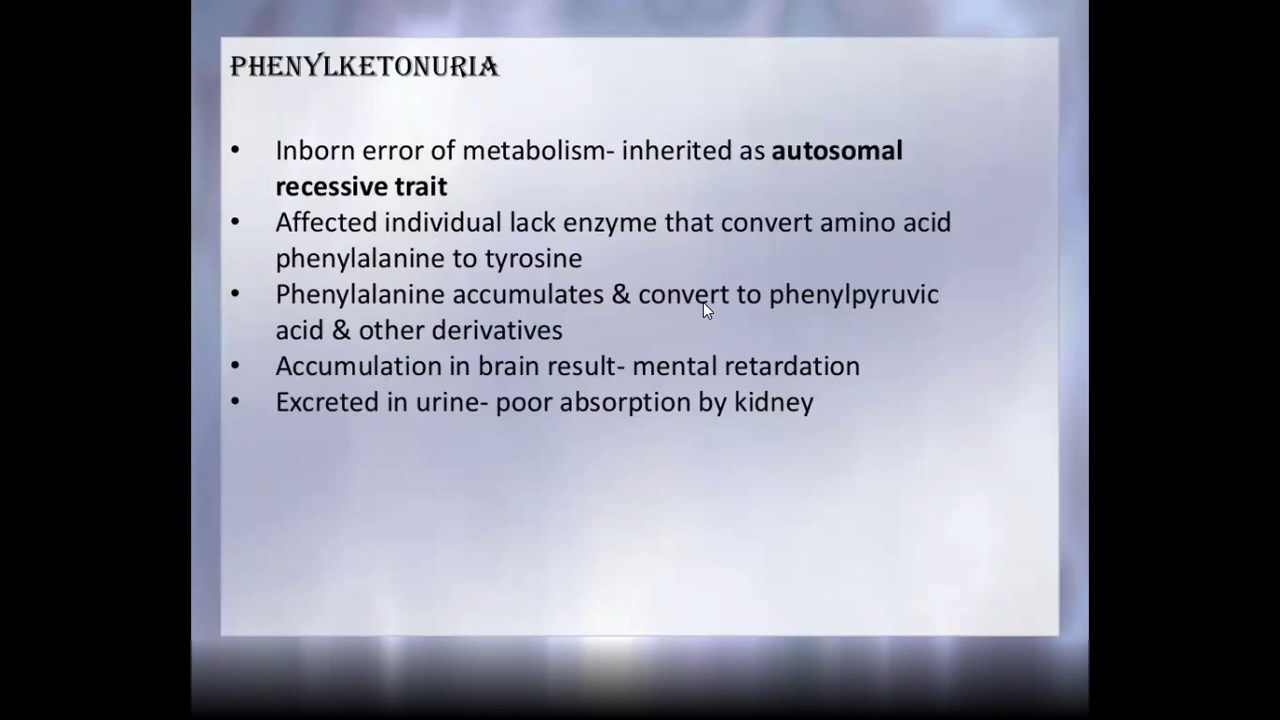 PHENYLKETONURIA
• Inborn error of metabolism- inherited as autosomal
recessive trait
• Affected individual lack enzyme that convert amino acid
phenylalanine to tyrosine
• Phenylalanine accumulates & convert to phenylpyruvic
acid & other derivatives
• Accumulation in brain result- mental retardation
• Excreted in urine- poor absorption by kidney